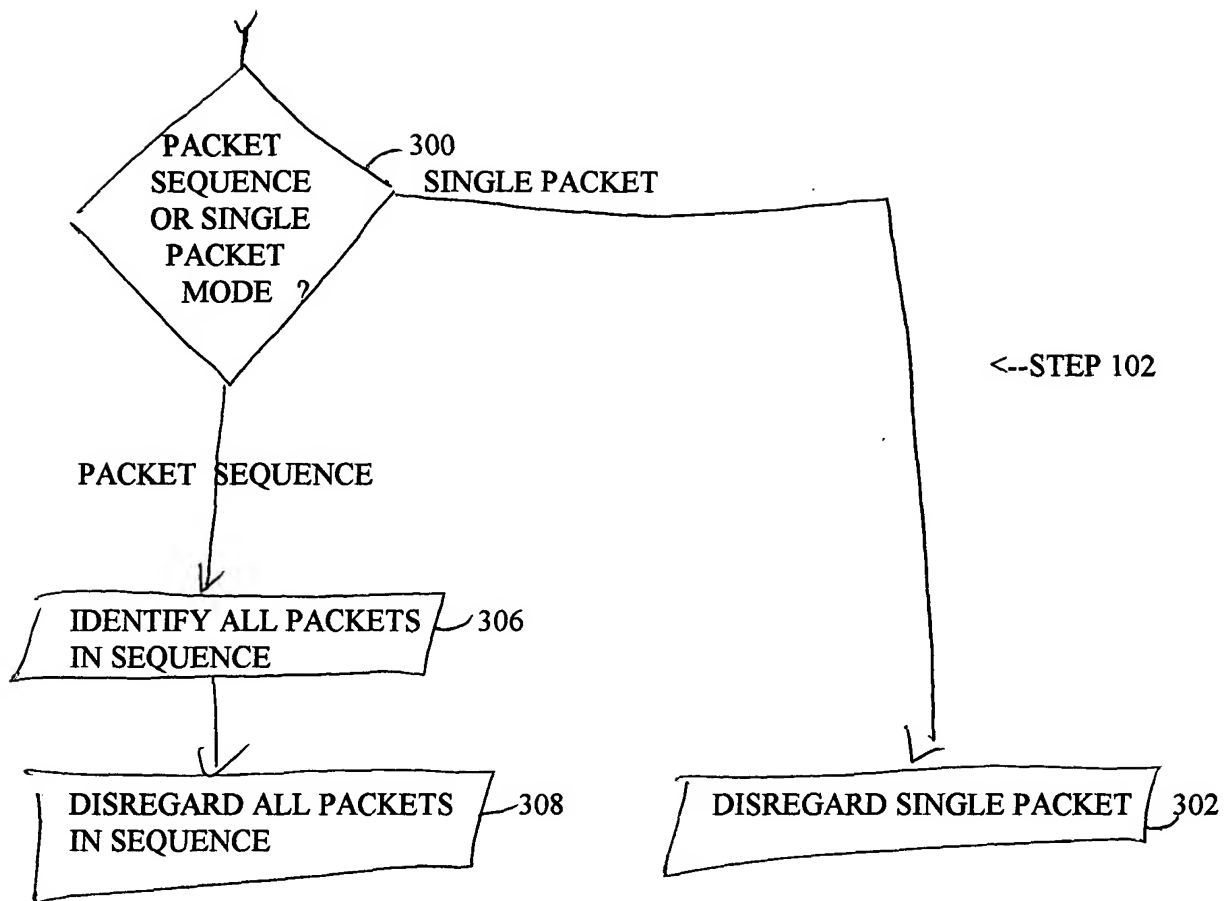 PACKET
SEQUENCE
OR SINGLE
PACKET
MODE ?
300
SINGLE PACKET
<--STEP 102
PACKET SEQUENCE
IDENTIFY ALL PACKETS
IN SEQUENCE
306
DISREGARD ALL PACKETS
IN SEQUENCE
308
DISREGARD SINGLE PACKET
302